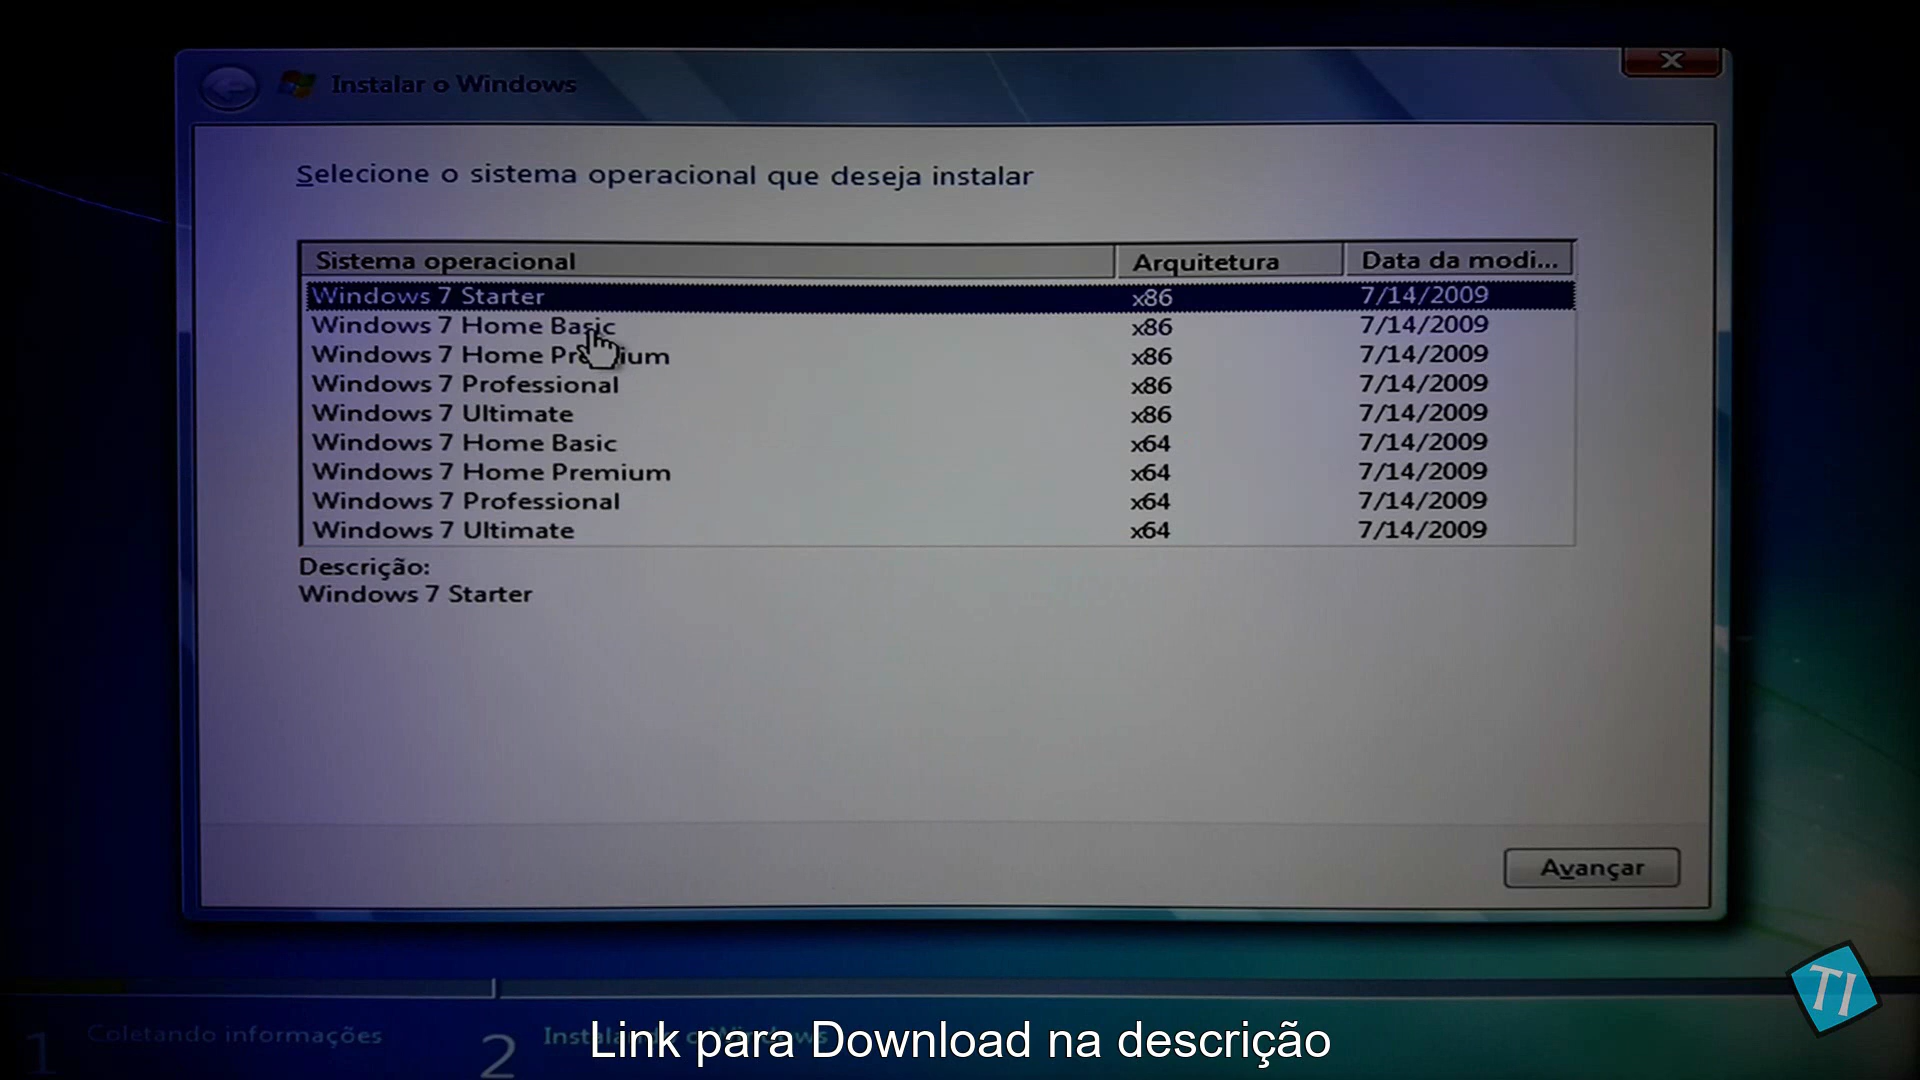 Instalar o Windows
Selecione o sistema operacional que deseja instalar
Sistema operacional Arquitetura Data da modi...
Windows 7 Starter x86 7/14/2009
Windows 7 Home Basic x86 7/14/2009
Windows 7 Home Premium x86 7/14/2009
Windows 7 Professional x86 7/14/2009
Windows 7 Ultimate x86 7/14/2009
Windows 7 Home Basic x64 7/14/2009
Windows 7 Home Premium x64 7/14/2009
Windows 7 Professional x64 7/14/2009
Windows 7 Ultimate x64 7/14/2009
Descrição:
Windows 7 Starter
Avançar
TI
1 Coletando informações 2 Instalando o Windows
Link para Download na descrição